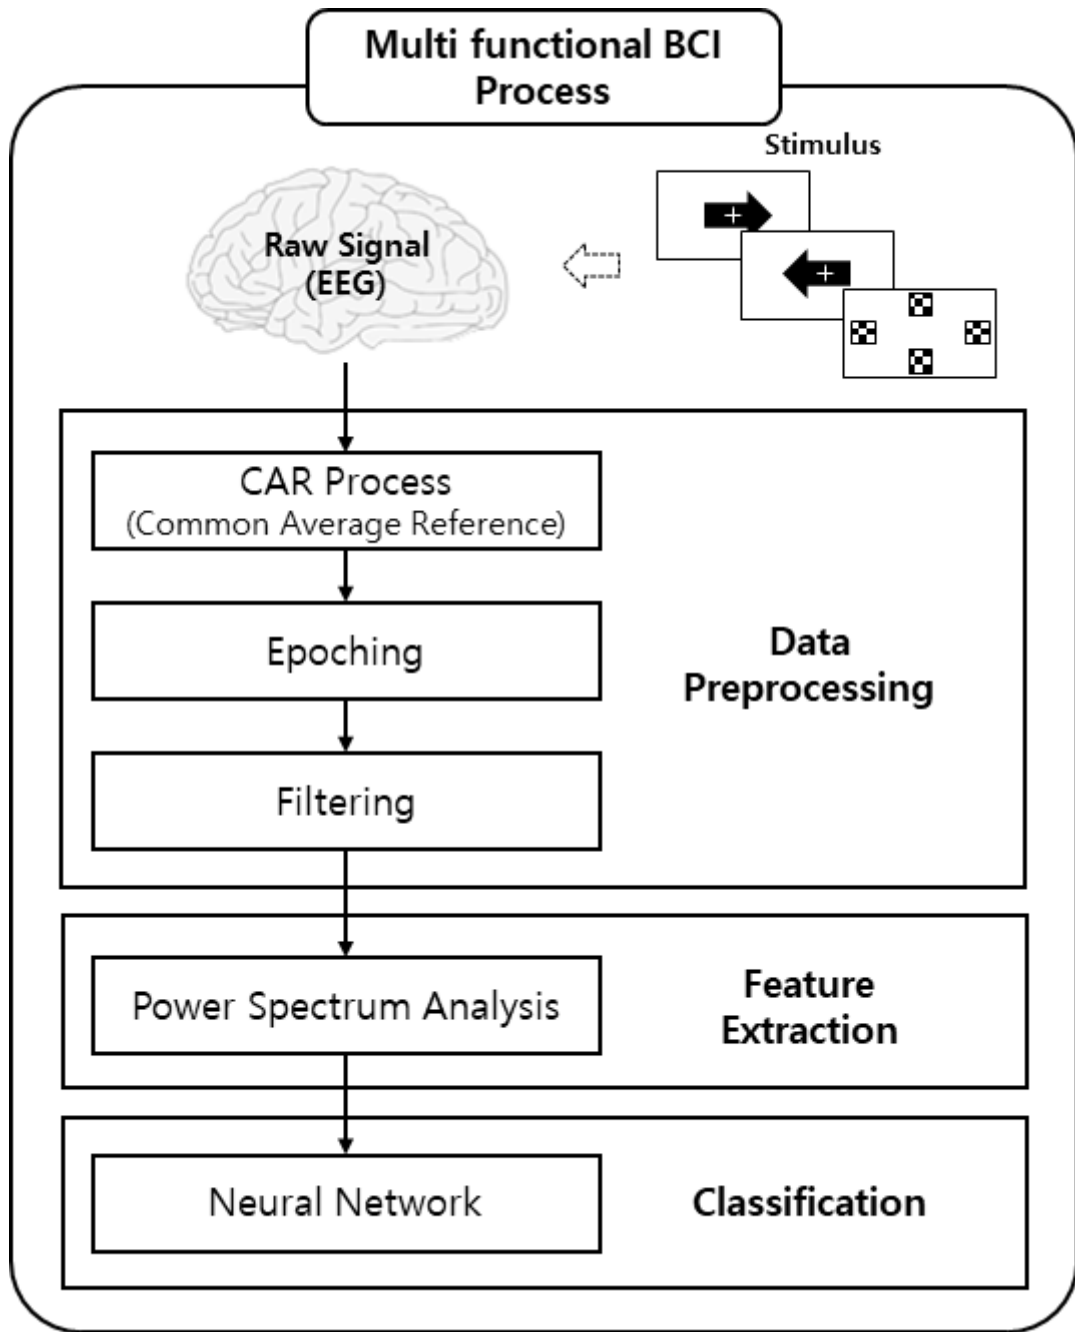 Multi functional BCI
Process
Stimulus
Raw Signal
(EEG)
CAR Process
(Common Average Reference)
Epoching
Data
Preprocessing
Filtering
Power Spectrum Analysis
Feature
Extraction
Neural Network
Classification